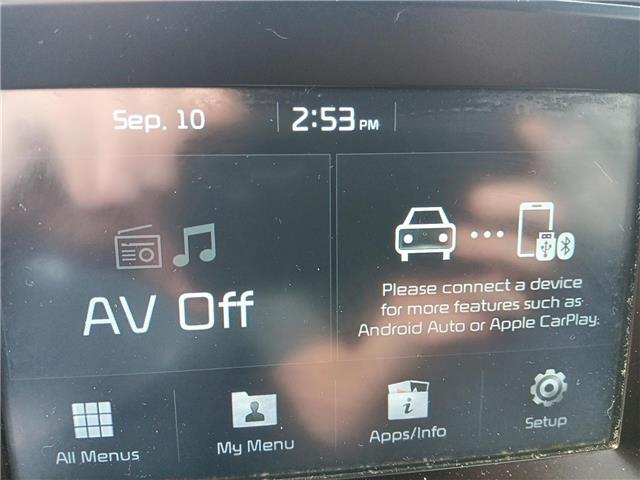 Sep. 10 2:53 PM
AV Off
Please connect a device
for more features such as
Android Auto or Apple CarPlay.
All Menus My Menu Apps/Info Setup